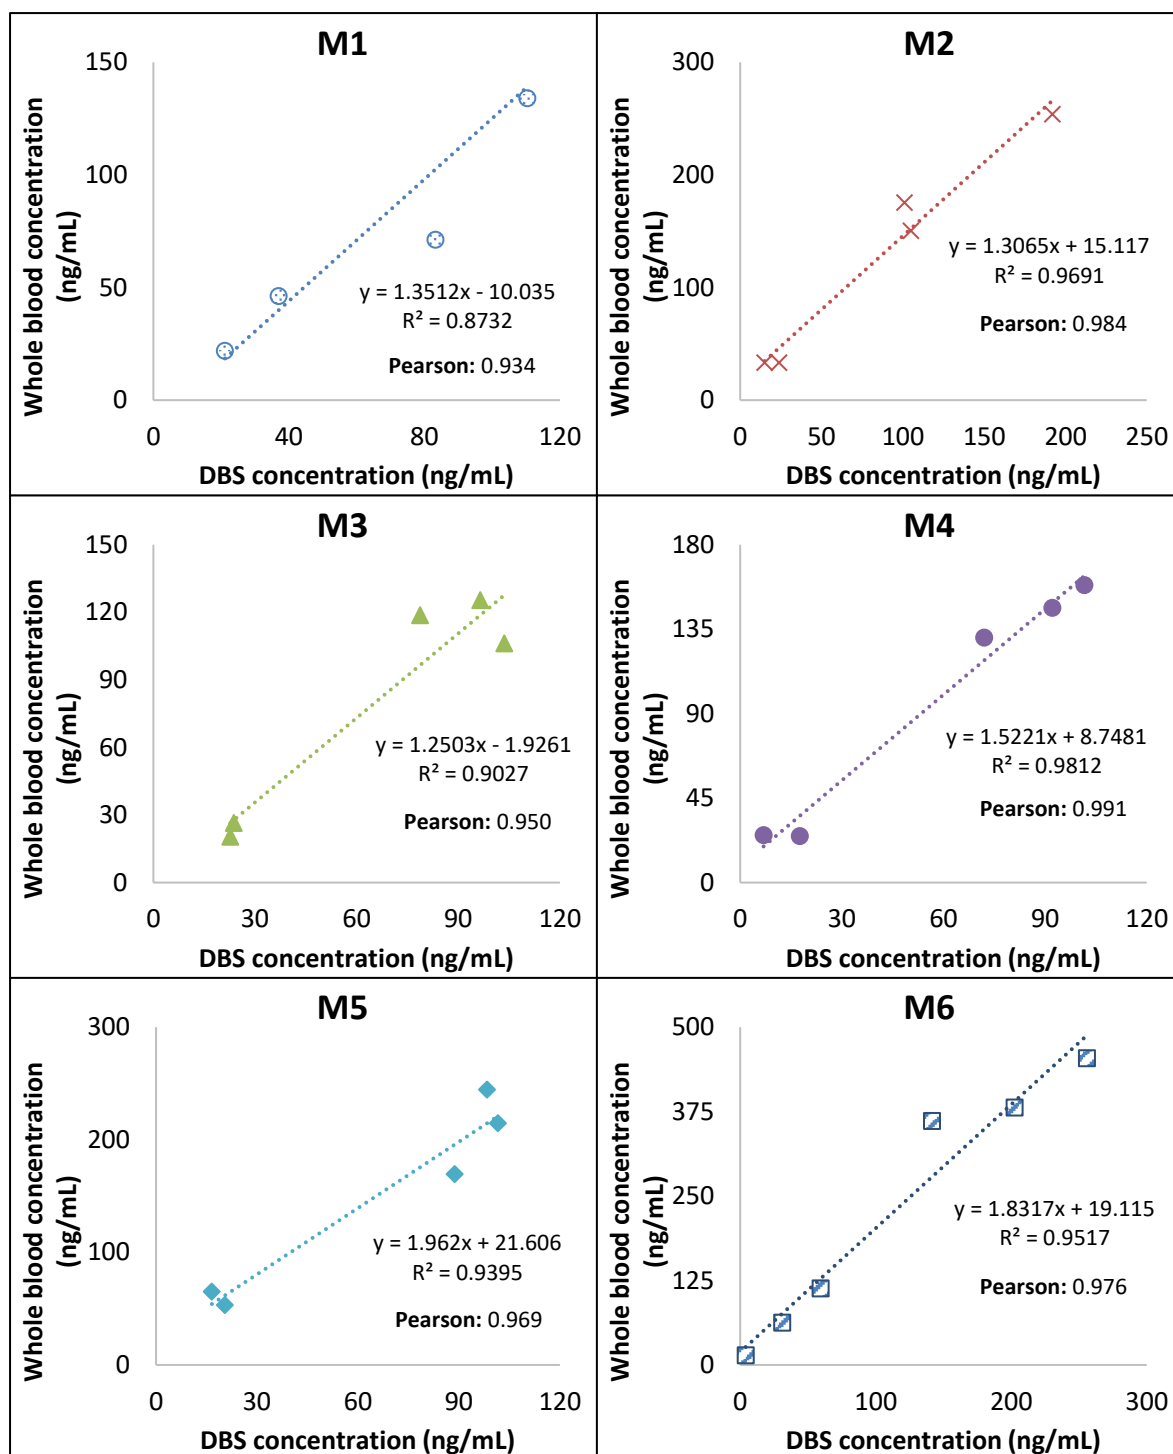 M1
Whole blood concentration
(ng/mL)
150
100
50
0
y = 1.3512x - 10.035
R² = 0.8732
Pearson: 0.934
0 40 80 120
DBS concentration (ng/mL)
M2
Whole blood concentration
(ng/mL)
300
200
100
0
y = 1.3065x + 15.117
R² = 0.9691
Pearson: 0.984
0 50 100 150 200 250
DBS concentration (ng/mL)
M3
Whole blood concentration
(ng/mL)
150
120
90
60
30
0
y = 1.2503x - 1.9261
R² = 0.9027
Pearson: 0.950
0 30 60 90 120
DBS concentration (ng/mL)
M4
Whole blood concentration
(ng/mL)
180
135
90
45
0
y = 1.5221x + 8.7481
R² = 0.9812
Pearson: 0.991
0 30 60 90 120
DBS concentration (ng/mL)
M5
Whole blood concentration
(ng/mL)
300
200
100
0
y = 1.962x + 21.606
R² = 0.9395
Pearson: 0.969
0 30 60 90 120
DBS concentration (ng/mL)
M6
Whole blood concentration
(ng/mL)
500
375
250
125
0
y = 1.8317x + 19.115
R² = 0.9517
Pearson: 0.976
0 100 200 300
DBS concentration (ng/mL)